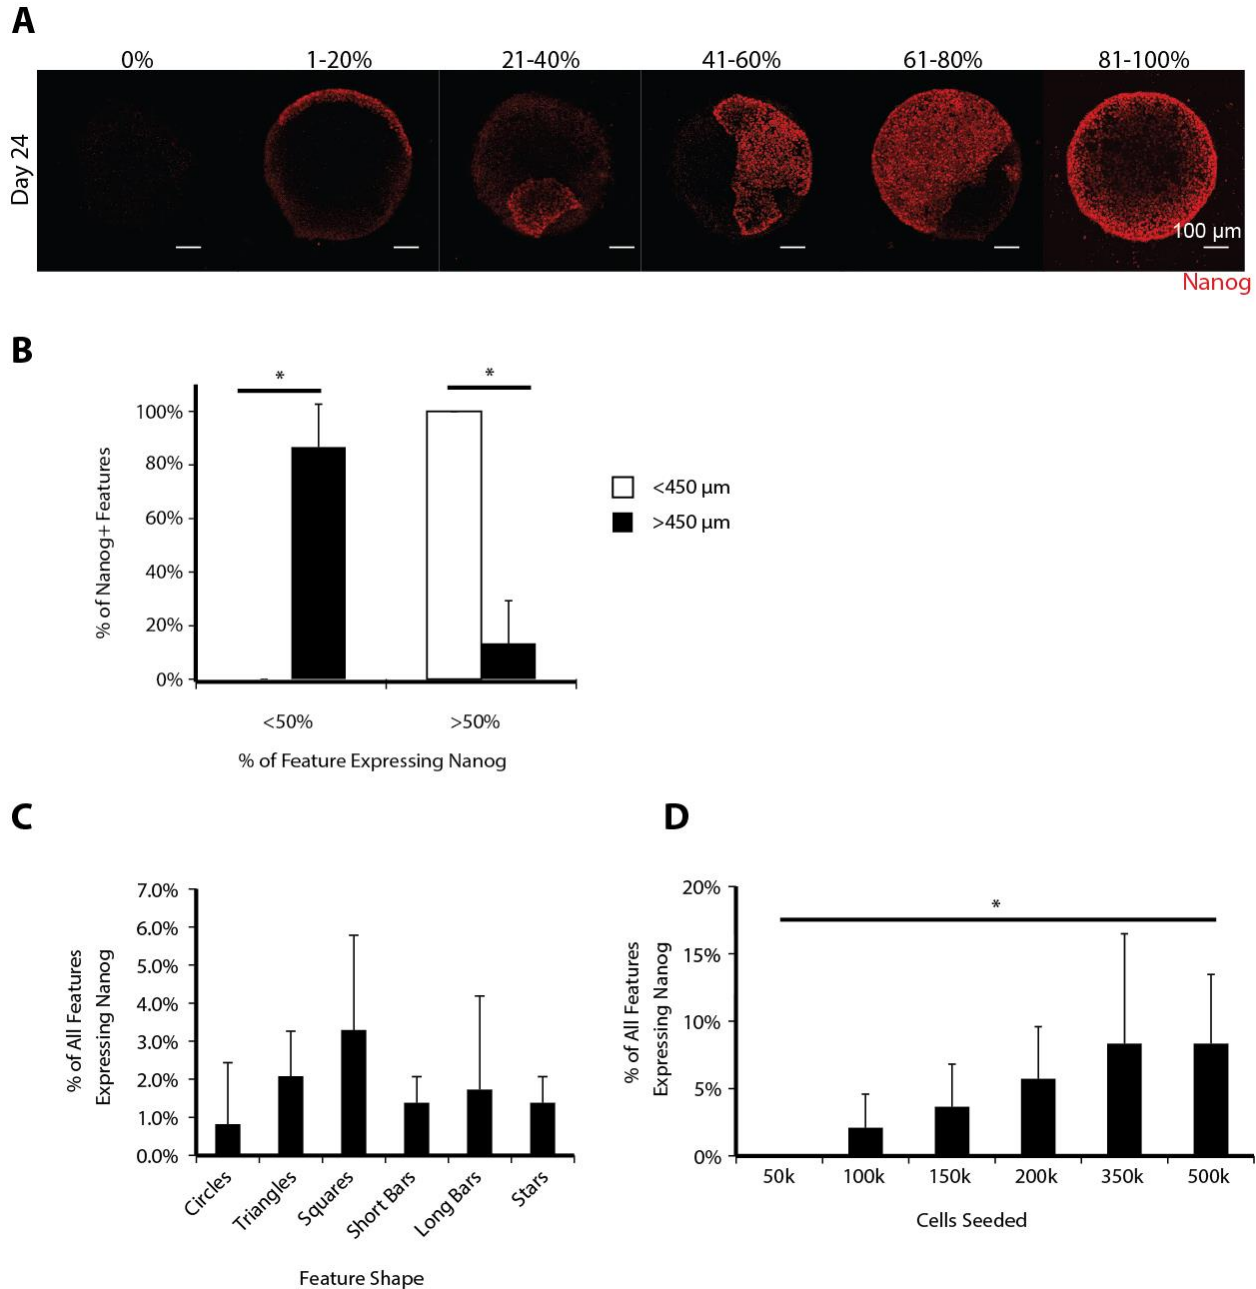 A
0% 1-20% 21-40% 41-60% 61-80% 81-100%
Day 24
100 μm
Nanog
B
* *
% of Nanog+ Features
100%
80%
60%
40%
20%
0%
<50% >50%
% of Feature Expressing Nanog
<450 μm
>450 μm
C
% of All Features
Expressing Nanog
7.0%
6.0%
5.0%
4.0%
3.0%
2.0%
1.0%
0.0%
Circles Triangles Squares Short Bars Long Bars Stars
Feature Shape
D
*
% of All Features
Expressing Nanog
20%
15%
10%
5%
0%
50k 100k 150k 200k 350k 500k
Cells Seeded